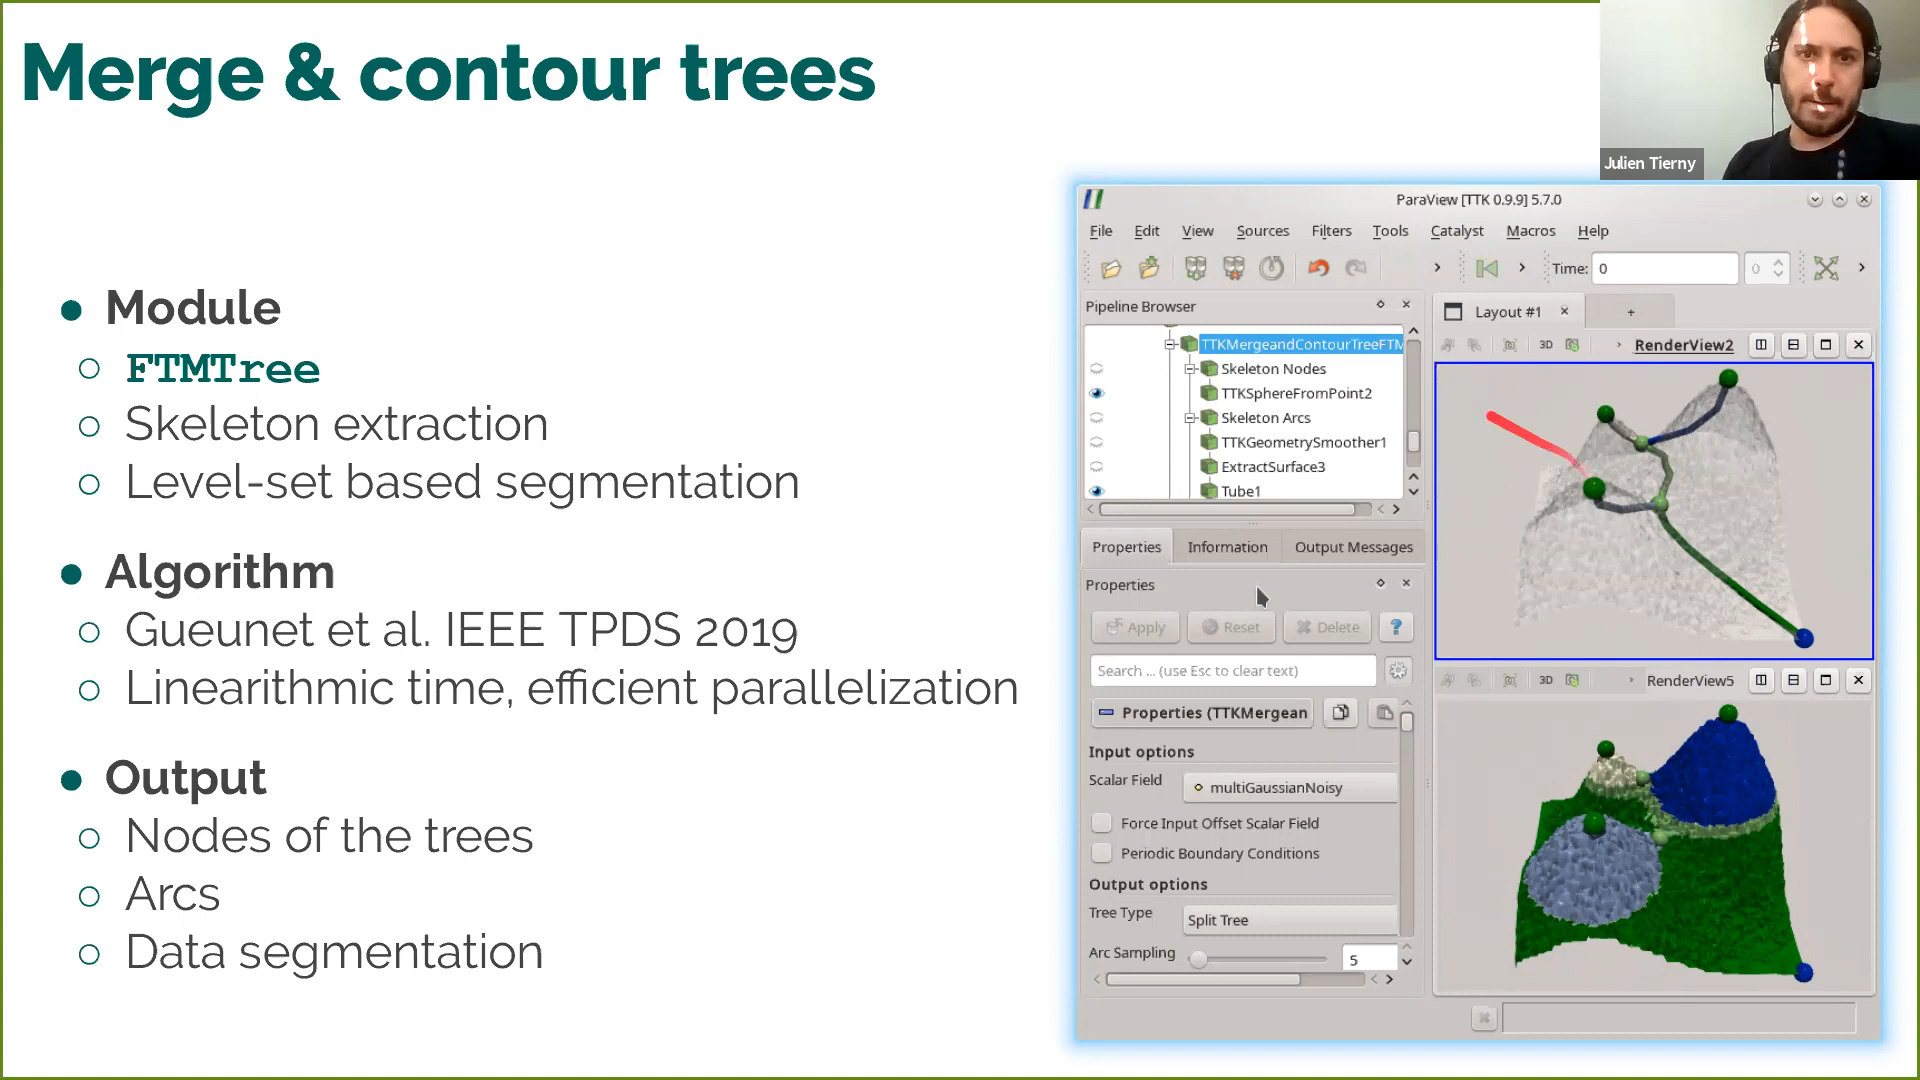 Merge & contour trees
Julien Tierny
Module
FTMTree
Skeleton extraction
Level-set based segmentation
Algorithm
Gueunet et al. IEEE TPDS 2019
Linearithmic time, efficient parallelization
Output
Nodes of the trees
Arcs
Data segmentation
ParaView [TTK 0.9.9] 5.7.0
File Edit View Sources Filters Tools Catalyst Macros Help
Time: 0 0
Pipeline Browser
TTKMergeandContourTreeFTM
Skeleton Nodes
TTKSphereFromPoint2
Skeleton Arcs
TTKGeometrySmoother1
ExtractSurface3
Tube1
Properties Information Output Messages
Properties
Apply Reset Delete ?
Search ... (use Esc to clear text)
Properties (TTKMergean
Input options
Scalar Field multiGaussianNoisy
Force Input Offset Scalar Field
Periodic Boundary Conditions
Output options
Tree Type Split Tree
Arc Sampling 5
Layout #1 +
3D RenderView2
3D RenderView5